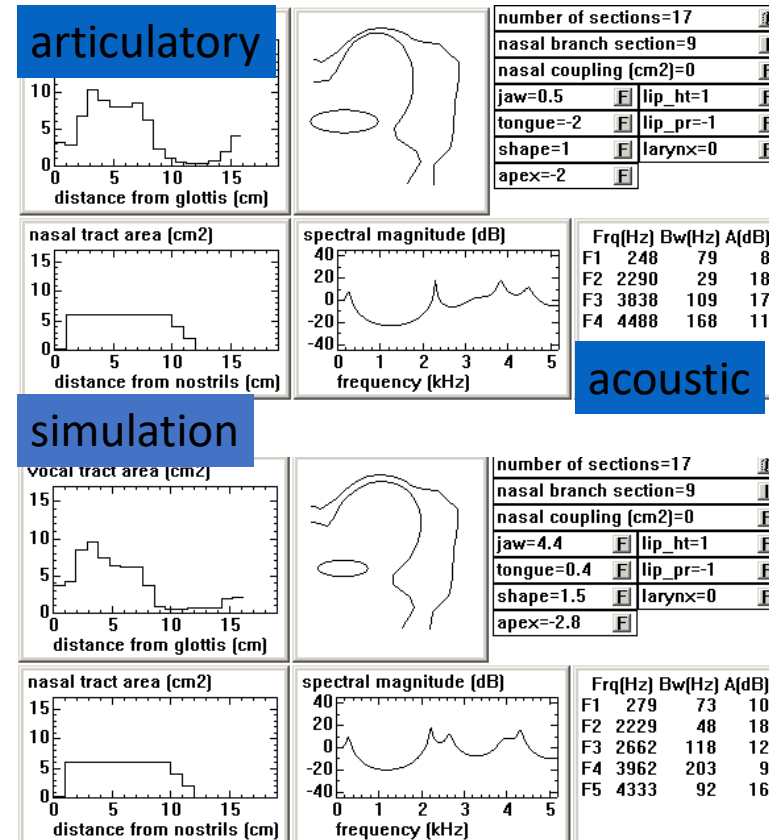 articulatory
10
5
0
0 5 10 15
distance from glottis (cm)
number of sections=17
nasal branch section=9
nasal coupling (cm2)=0
jaw=0.5 F lip_ht=1 F
tongue=-2 F lip_pr=-1 F
shape=1 F larynx=0 F
apex=-2 F
nasal tract area (cm2)
15
10
5
0
0 5 10 15
distance from nostrils (cm)
spectral magnitude (dB)
40
20
0
-20
-40
0 1 2 3 4 5
frequency (kHz)
Frq(Hz) Bw(Hz) A(dB)
F1 248 79 8
F2 2290 29 18
F3 3838 109 17
F4 4488 168 11
acoustic
simulation
vocal tract area (cm2)
15
10
5
0
0 5 10 15
distance from glottis (cm)
number of sections=17
nasal branch section=9
nasal coupling (cm2)=0 F
jaw=4.4 F lip_ht=1 F
tongue=0.4 F lip_pr=-1 F
shape=1.5 F larynx=0 F
apex=-2.8 F
nasal tract area (cm2)
15
10
5
0
0 5 10 15
distance from nostrils (cm)
spectral magnitude (dB)
40
20
0
-20
-40
0 1 2 3 4 5
frequency (kHz)
Frq(Hz) Bw(Hz) A(dB)
F1 279 73 10
F2 2229 48 18
F3 2662 118 12
F4 3962 203 9
F5 4333 92 16